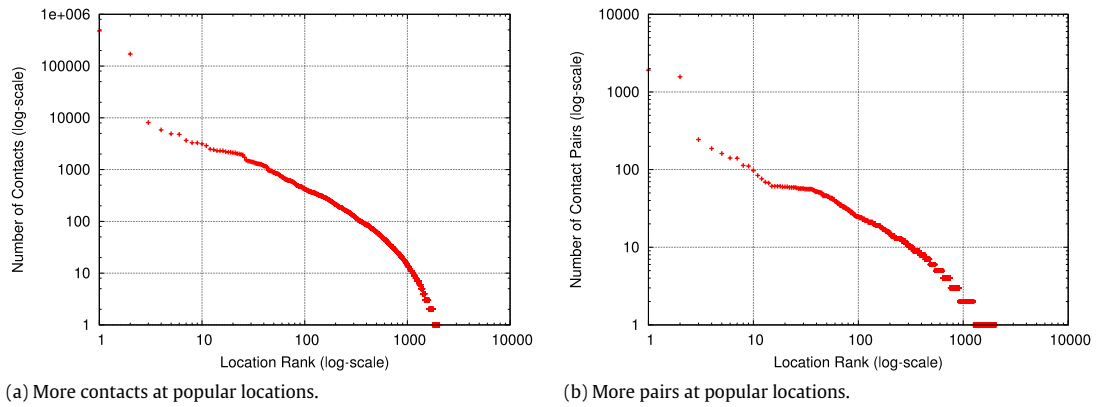 1e+006
100000
10000
1000
100
10
1
1 10 100 1000 10000
Number of Contacts (log-scale)
Location Rank (log-scale)
(a) More contacts at popular locations.
10000
1000
100
10
1
1 10 100 1000 10000
Number of Contact Pairs (log-scale)
Location Rank (log-scale)
(b) More pairs at popular locations.